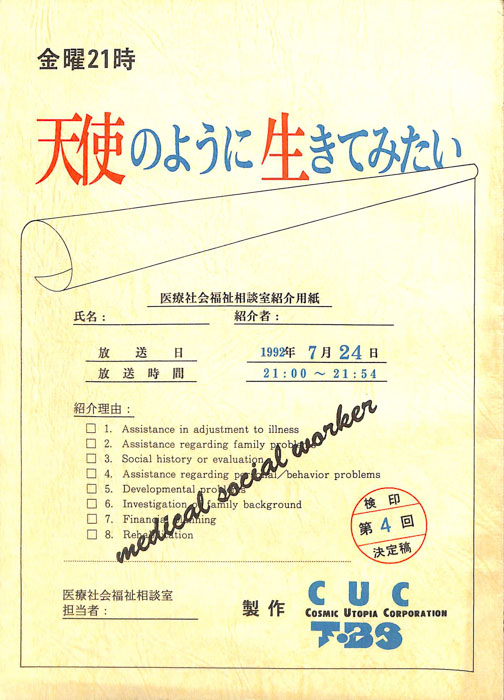 金曜21時
天使のように生きてみたい
医療社会福祉相談室紹介用紙
氏名： 紹介者：
放送日 1992年 7月24日
放送時間 21:00～21:54
紹介理由：
□ 1. Assistance in adjustment to illness
□ 2. Assistance regarding family problems
□ 3. Social history or evaluation
□ 4. Assistance regarding personal/behavior problems
□ 5. Developmental problems
□ 6. Investigation of family background
□ 7. Financial planning
□ 8. Rehabilitation
medical social worker
検印
第4回
決定稿
医療社会福祉相談室
担当者：
製作
CUC
COSMIC UTOPIA CORPORATION
TBS